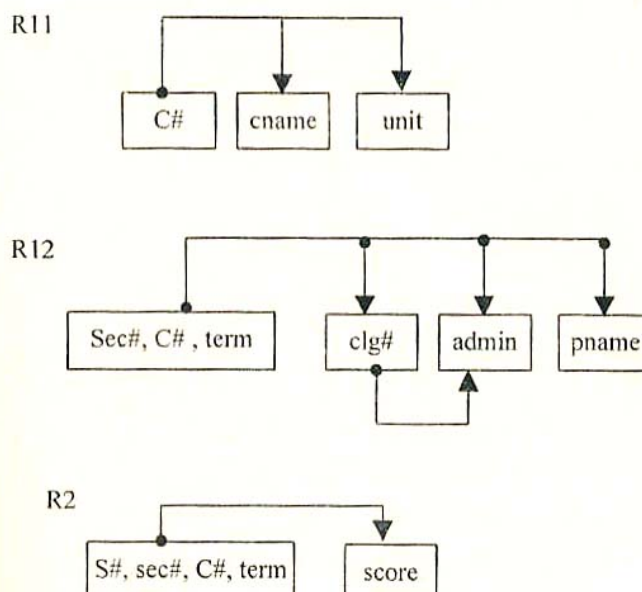 R11
C# cname unit
R12
Sec#, C# , term clg# admin pname
R2
S#, sec#, C#, term score